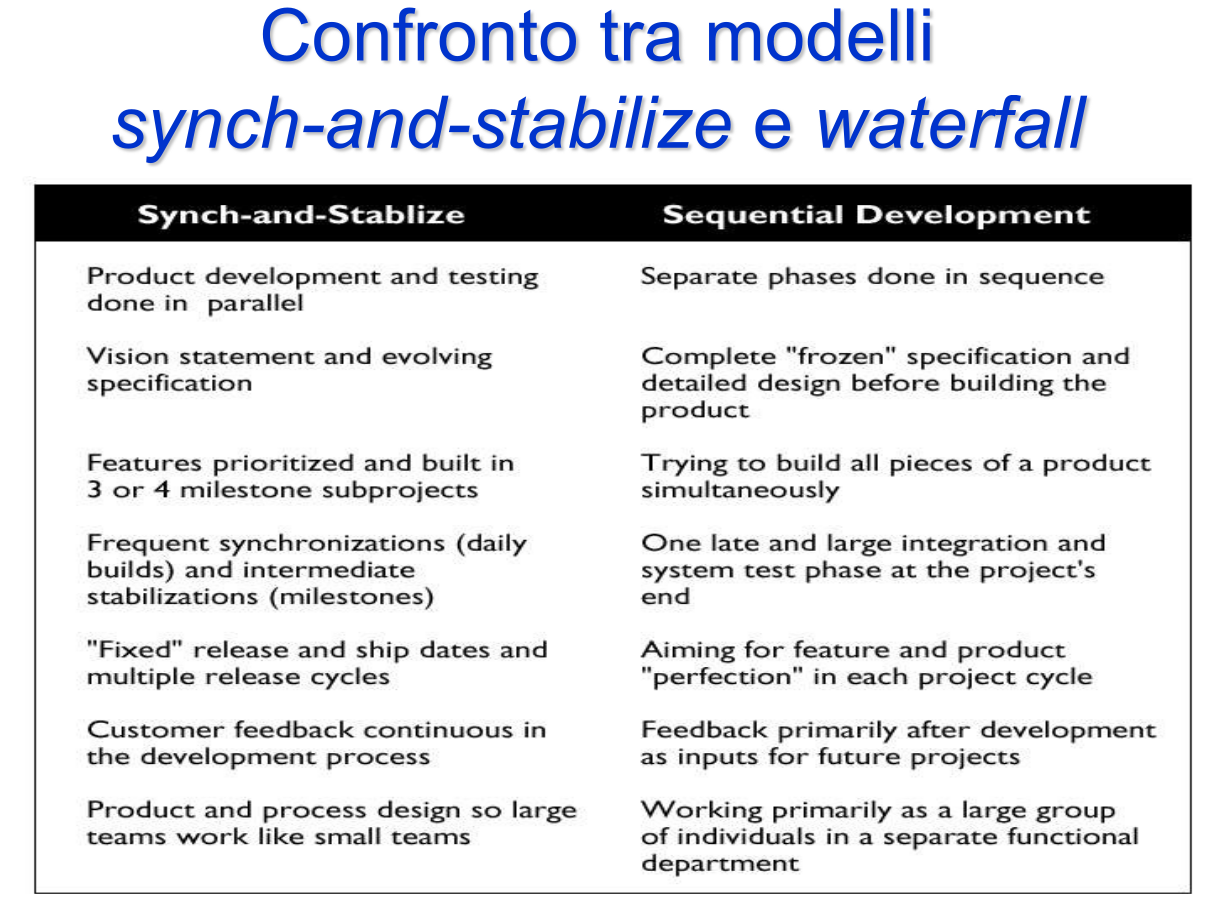 Confronto tra modelli
synch-and-stabilize e waterfall
Synch-and-Stablize
Sequential Development
Product development and testing
done in parallel
Separate phases done in sequence
Vision statement and evolving
specification
Complete "frozen" specification and
detailed design before building the
product
Features prioritized and built in
3 or 4 milestone subprojects
Trying to build all pieces of a product
simultaneously
Frequent synchronizations (daily
builds) and intermediate
stabilizations (milestones)
One late and large integration and
system test phase at the project's
end
"Fixed" release and ship dates and
multiple release cycles
Aiming for feature and product
"perfection" in each project cycle
Customer feedback continuous in
the development process
Feedback primarily after development
as inputs for future projects
Product and process design so large
teams work like small teams
Working primarily as a large group
of individuals in a separate functional
department